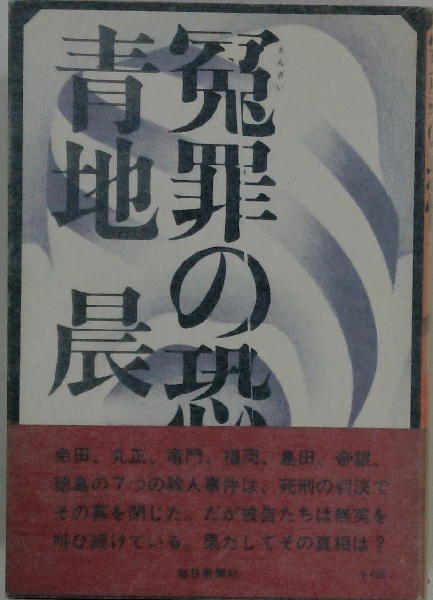 冤罪の恐
えんざい
青地 晨
免田、丸正、竜門、福岡、島田、帝銀、
徳島の7つの殺人事件は、死刑の判決で
その幕を閉じた。だが被告たちは無実を
叫び続けている。果たしてその真相は?
毎日新聞社